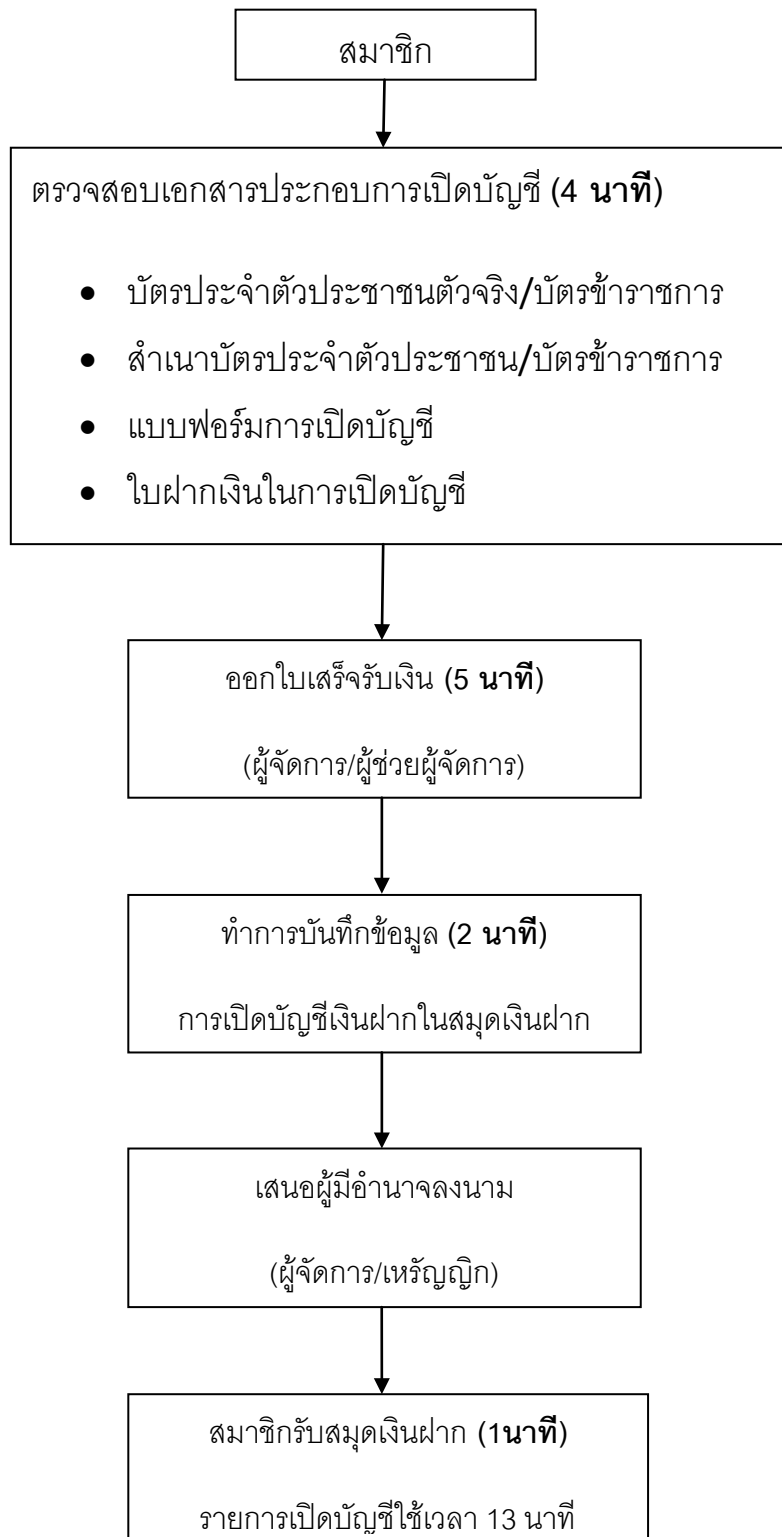 สมาชิก
ตรวจสอบเอกสารประกอบการเปิดบัญชี (4 นาที)
• บัตรประจำตัวประชาชนตัวจริง/บัตรข้าราชการ
• สำเนาบัตรประจำตัวประชาชน/บัตรข้าราชการ
• แบบฟอร์มการเปิดบัญชี
• ใบฝากเงินในการเปิดบัญชี
ออกใบเสร็จรับเงิน (5 นาที)
(ผู้จัดการ/ผู้ช่วยผู้จัดการ)
ทำการบันทึกข้อมูล (2 นาที)
การเปิดบัญชีเงินฝากในสมุดเงินฝาก
เสนอผู้มีอำนาจลงนาม
(ผู้จัดการ/เหรัญญิก)
สมาชิกรับสมุดเงินฝาก (1นาที)
รายการเปิดบัญชีใช้เวลา 13 นาที